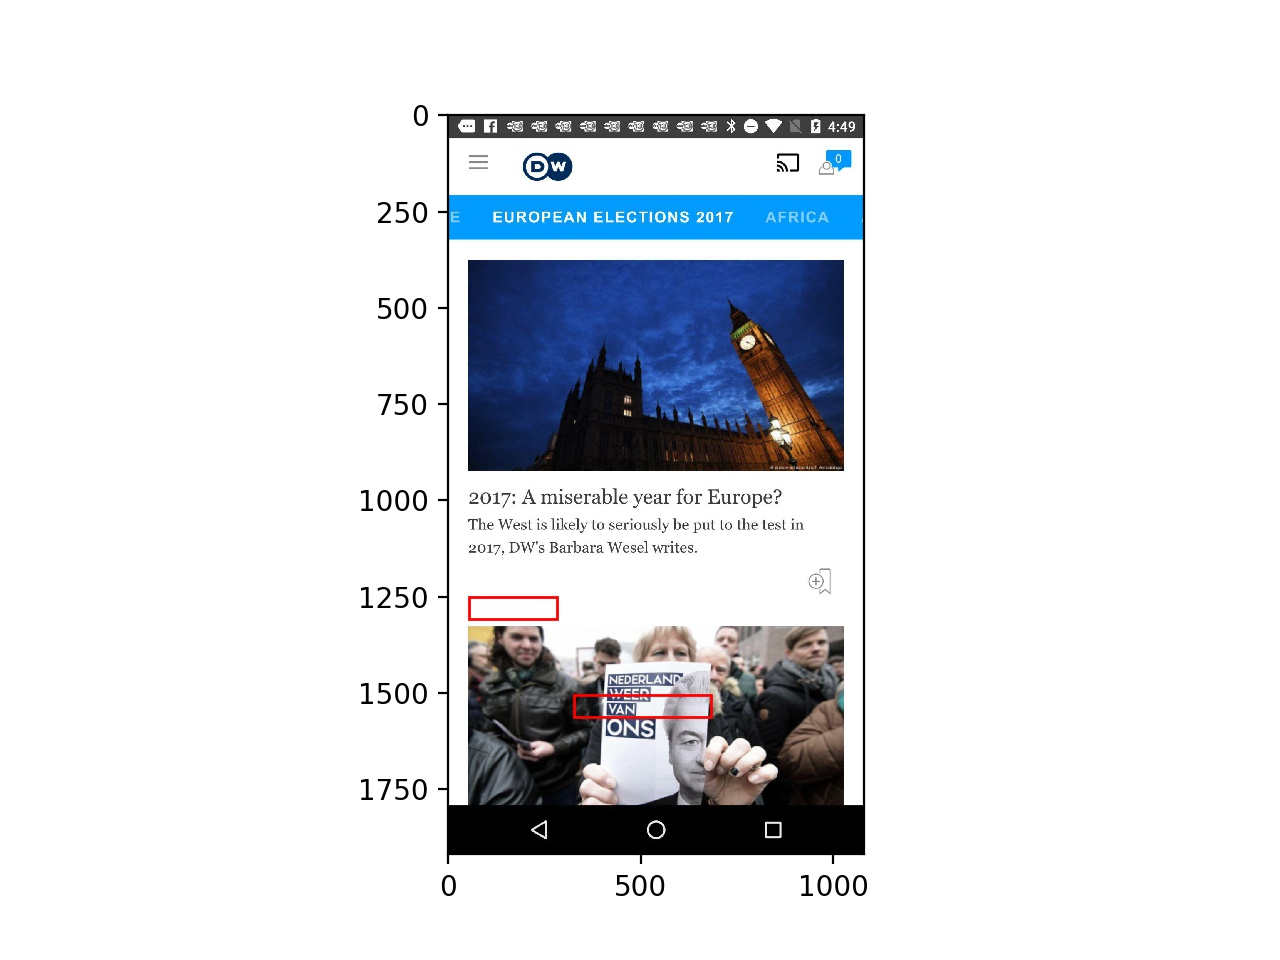 0
4:49
DW
0
250
E EUROPEAN ELECTIONS 2017 AFRICA
500
750
1000
2017: A miserable year for Europe?
The West is likely to seriously be put to the test in
2017, DW's Barbara Wesel writes.
1250
NEDERLAND
WEER
1500
VAN
ONS
1750
0
500
1000